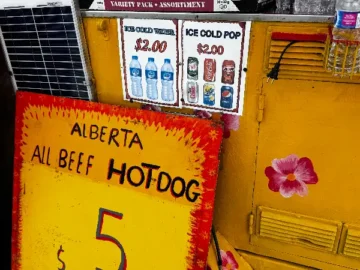 VARIETY PACK • ASSORTMENT
ICE COLD WATER
$2.00
ICE COLD POP
$2.00
ALBERTA
ALL BEEF HOT-DOG
$5